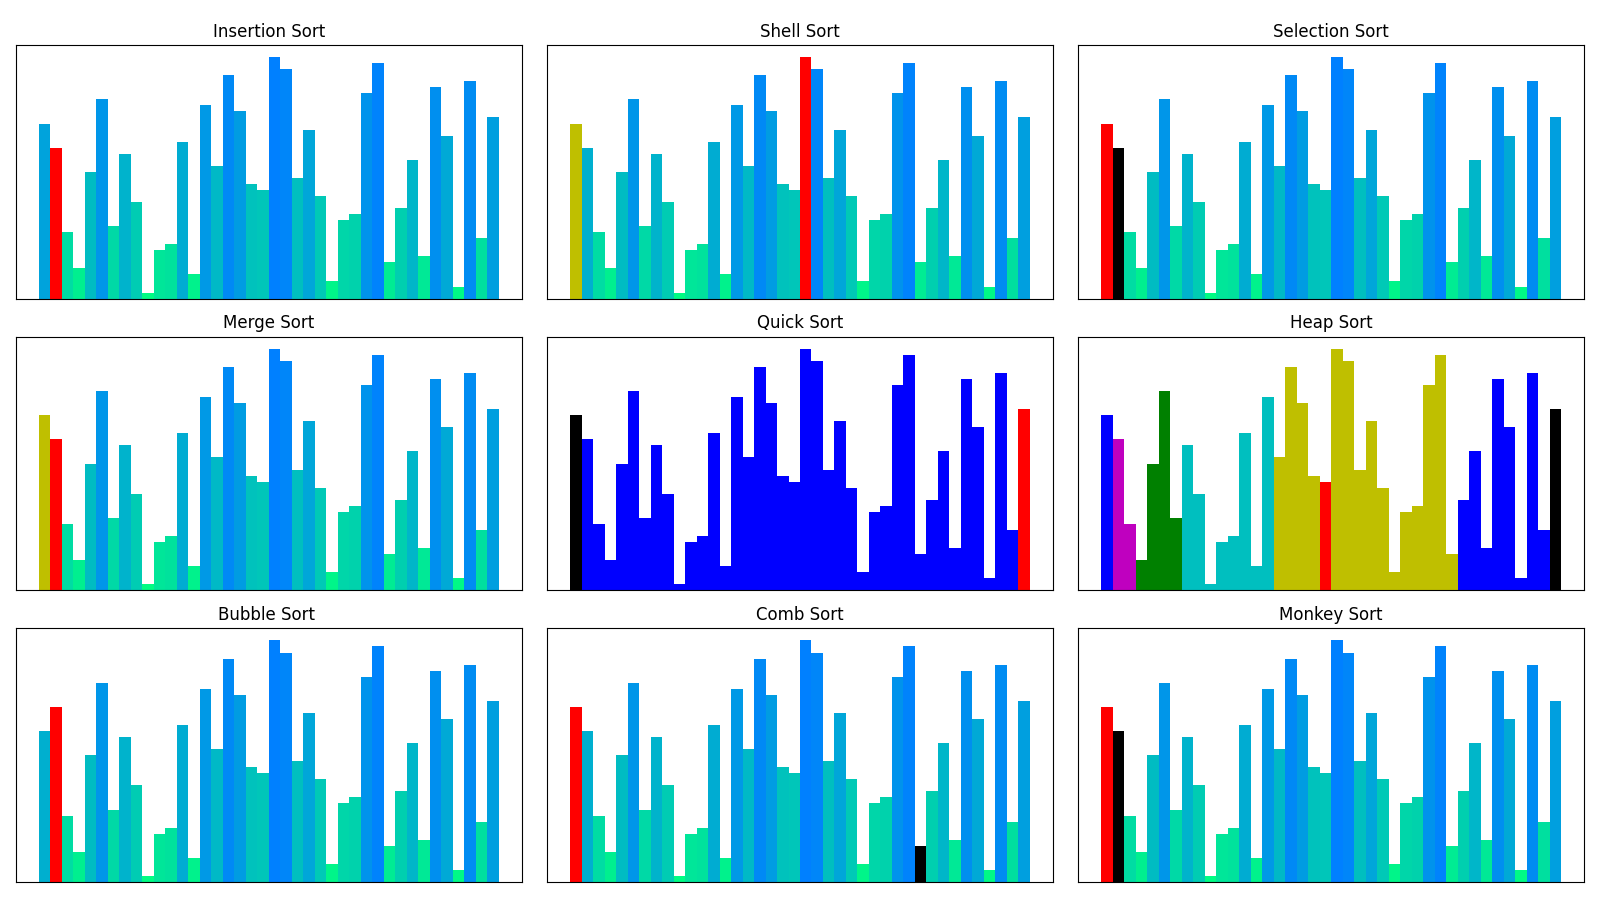 Insertion Sort
Shell Sort
Selection Sort
Merge Sort
Quick Sort
Heap Sort
Bubble Sort
Comb Sort
Monkey Sort